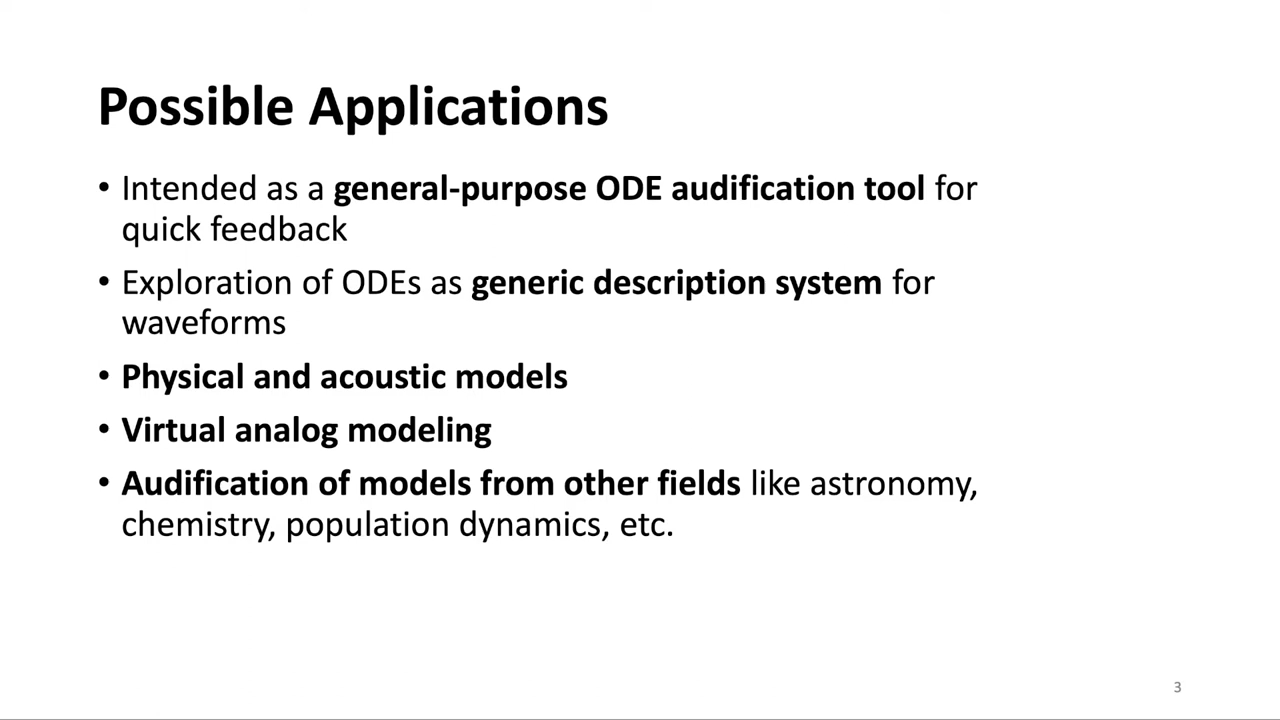 Possible Applications
• Intended as a general-purpose ODE audification tool for
quick feedback
• Exploration of ODEs as generic description system for
waveforms
• Physical and acoustic models
• Virtual analog modeling
• Audification of models from other fields like astronomy,
chemistry, population dynamics, etc.
3